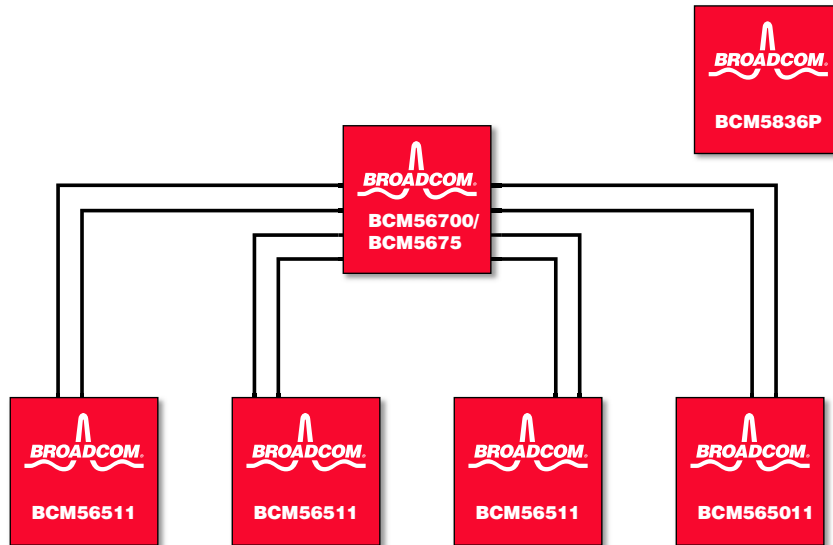 BROADCOM.
BCM5836P
BROADCOM.
BCM56700/
BCM5675
BROADCOM.
BCM56511
BROADCOM.
BCM56511
BROADCOM.
BCM56511
BROADCOM.
BCM565011